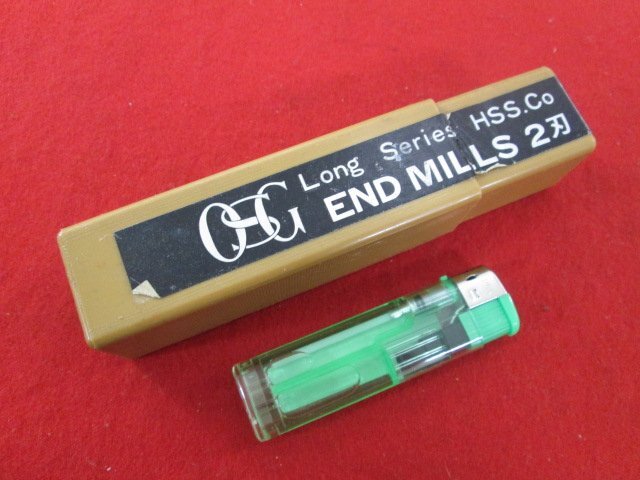 OSG Long Series HSS.Co
END MILLS 2刃